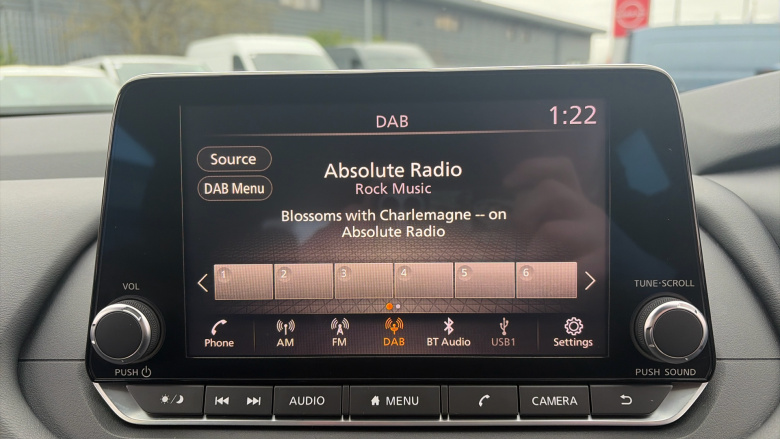 DAB
1:22
Source
DAB Menu
Absolute Radio
Rock Music
Blossoms with Charlemagne -- on
Absolute Radio
1 2 3 4 5 6
Phone AM FM DAB BT Audio USB1 Settings
VOL
PUSH
TUNE·SCROLL
PUSH SOUND
AUDIO MENU CAMERA